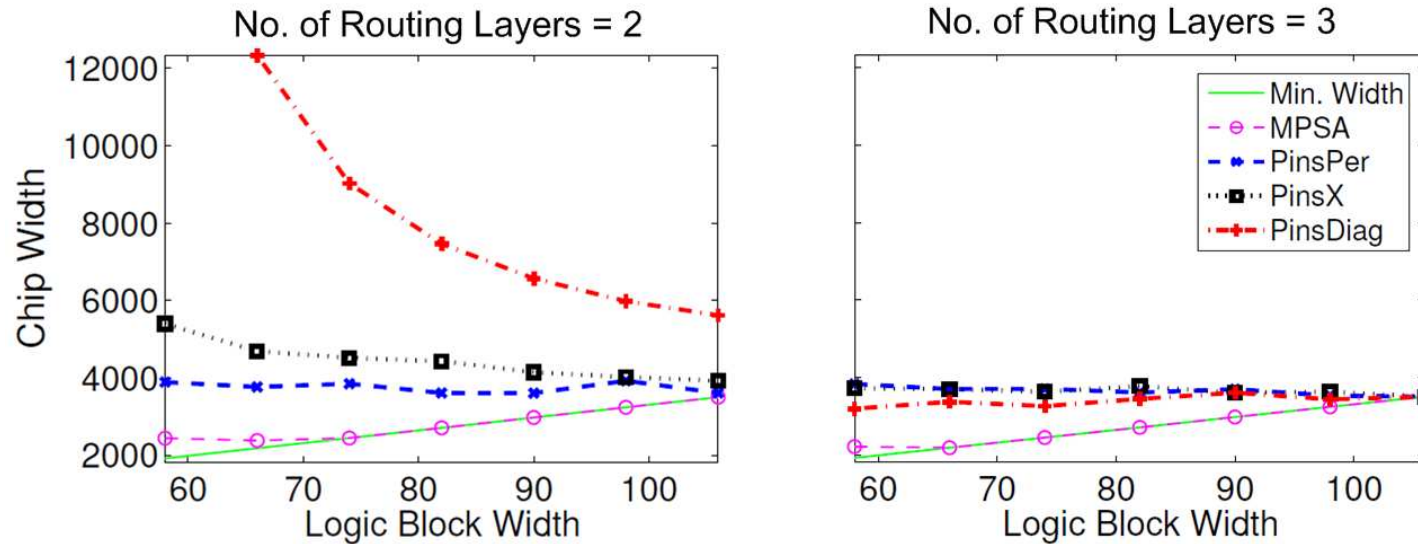 No. of Routing Layers = 2
12000
10000
8000
6000
4000
2000
Chip Width
60 70 80 90 100
Logic Block Width
No. of Routing Layers = 3
Min. Width
MPSA
PinsPer
PinsX
PinsDiag
60 70 80 90 100
Logic Block Width